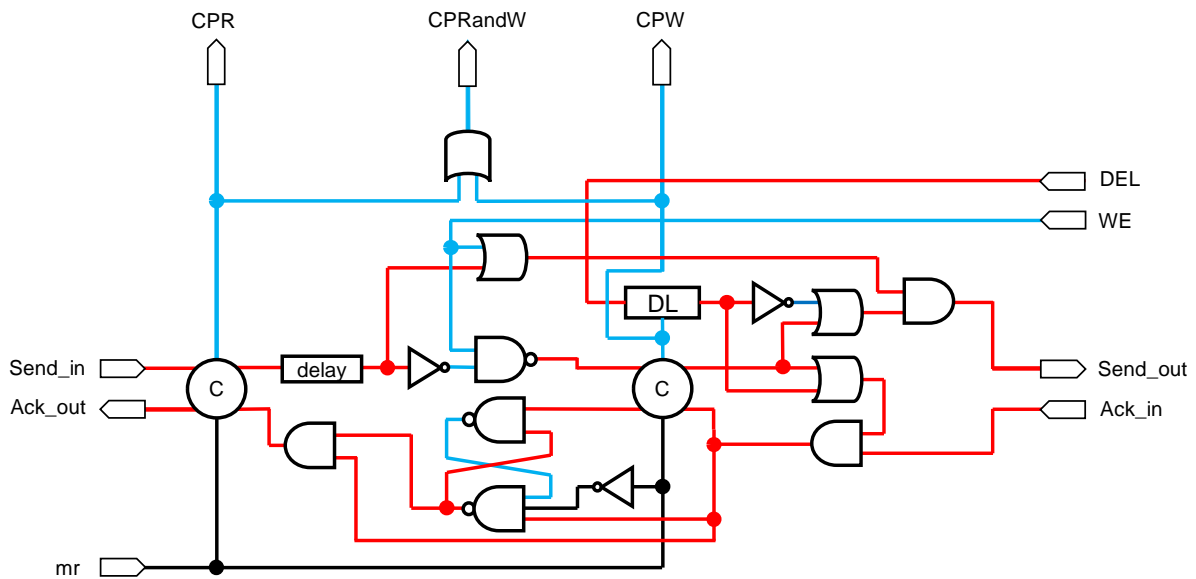 CPR
CPRandW
CPW
DEL
WE
DL
Send_in
delay
C
C
Send_out
Ack_out
Ack_in
mr